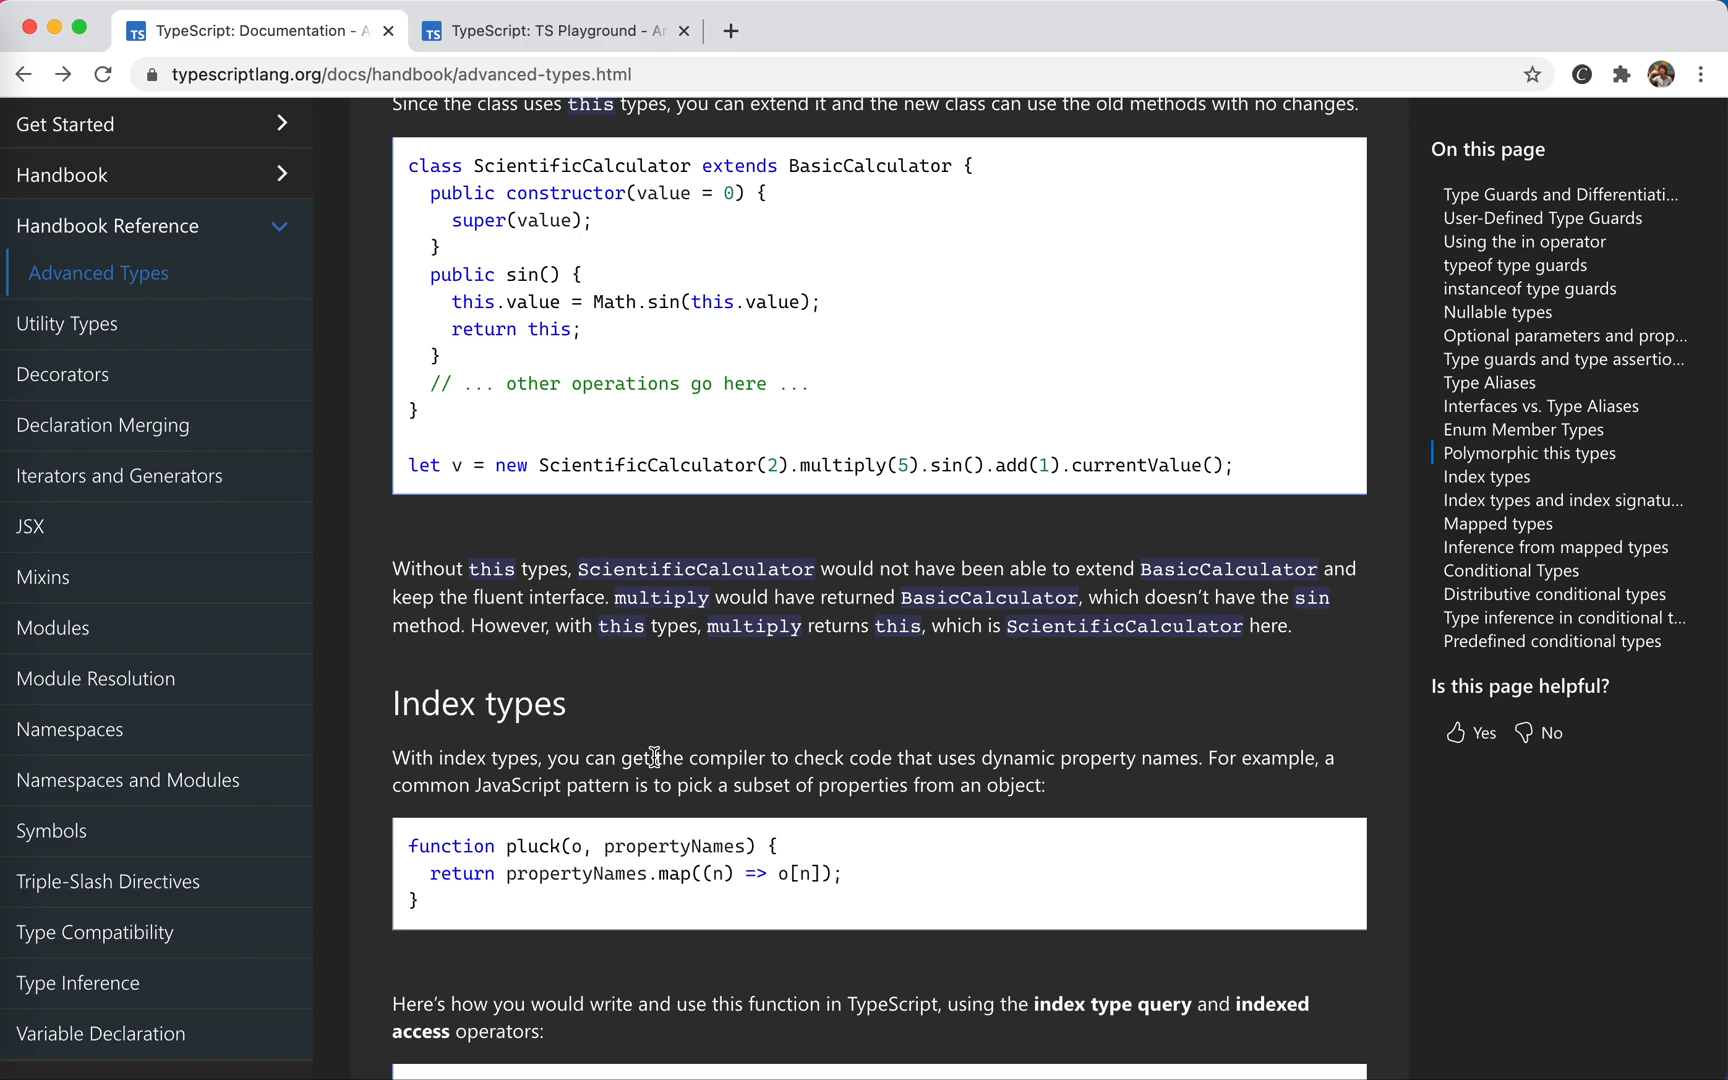 TypeScript: Documentation - A
TypeScript: TS Playground - An
typescriptlang.org/docs/handbook/advanced-types.html
Get Started
Handbook
Handbook Reference
Advanced Types
Utility Types
Decorators
Declaration Merging
Iterators and Generators
JSX
Mixins
Modules
Module Resolution
Namespaces
Namespaces and Modules
Symbols
Triple-Slash Directives
Type Compatibility
Type Inference
Variable Declaration
Since the class uses this types, you can extend it and the new class can use the old methods with no changes.
class ScientificCalculator extends BasicCalculator {
public constructor(value = 0) {
super(value);
}
public sin() {
this.value = Math.sin(this.value);
return this;
}
// ... other operations go here ...
}
let v = new ScientificCalculator(2).multiply(5).sin().add(1).currentValue();
Without this types, ScientificCalculator would not have been able to extend BasicCalculator and
keep the fluent interface. multiply would have returned BasicCalculator, which doesn't have the sin
method. However, with this types, multiply returns this, which is ScientificCalculator here.
Index types
With index types, you can get the compiler to check code that uses dynamic property names. For example, a
common JavaScript pattern is to pick a subset of properties from an object:
function pluck(o, propertyNames) {
return propertyNames.map((n) => o[n]);
}
Here's how you would write and use this function in TypeScript, using the index type query and indexed
access operators:
On this page
Type Guards and Differentiati...
User-Defined Type Guards
Using the in operator
typeof type guards
instanceof type guards
Nullable types
Optional parameters and prop...
Type guards and type assertio...
Type Aliases
Interfaces vs. Type Aliases
Enum Member Types
Polymorphic this types
Index types
Index types and index signatu...
Mapped types
Inference from mapped types
Conditional Types
Distributive conditional types
Type inference in conditional t...
Predefined conditional types
Is this page helpful?
Yes
No